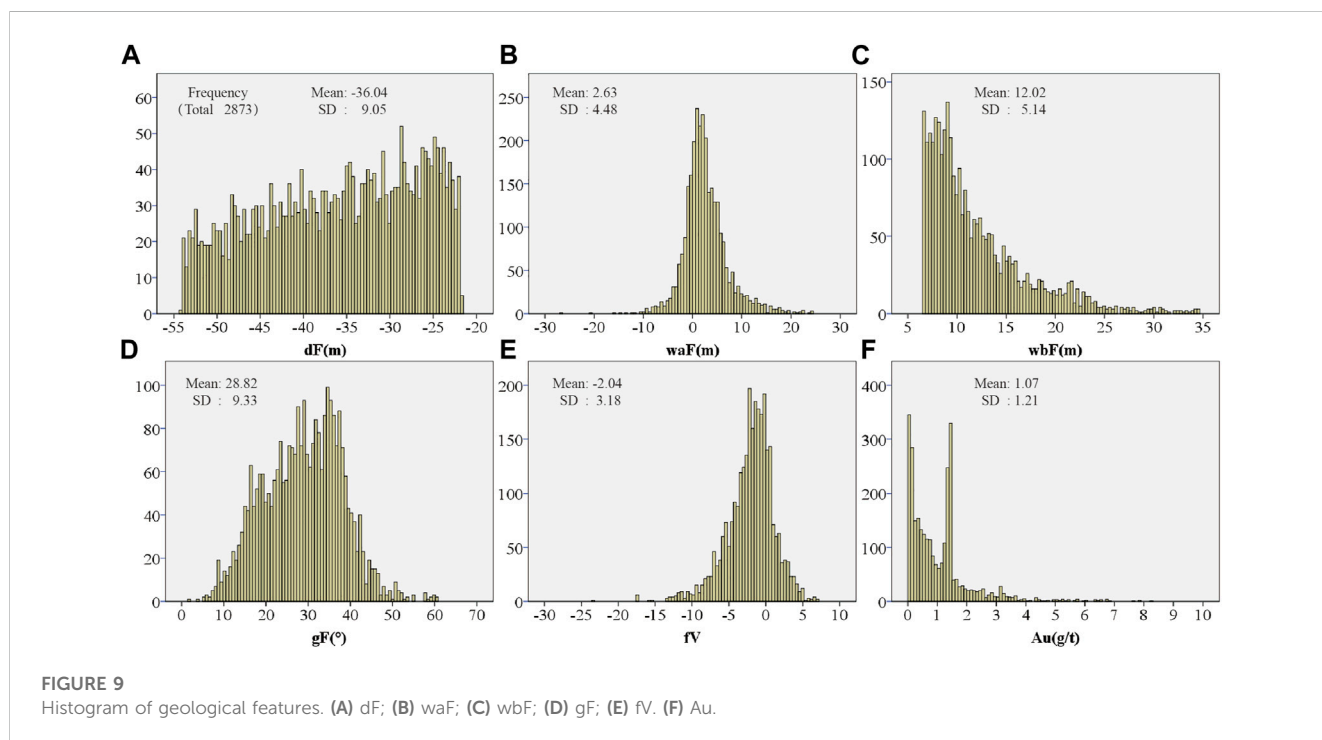 A
B
C
Frequency
(Total 2873)
Mean: -36.04
SD : 9.05
60
50
40
30
20
10
0
-55 -50 -45 -40 -35 -30 -25 -20
dF(m)
Mean: 2.63
SD : 4.48
250
200
150
100
50
0
-30 -20 -10 0 10 20 30
waF(m)
Mean: 12.02
SD : 5.14
150
100
50
0
5 10 15 20 25 30 35
wbF(m)
D
E
F
Mean: 28.82
SD : 9.33
100
80
60
40
20
0
0 10 20 30 40 50 60 70
gF(°)
Mean: -2.04
SD : 3.18
200
150
100
50
0
-30 -25 -20 -15 -10 -5 0 5 10
fV
Mean: 1.07
SD : 1.21
400
300
200
100
0
0 1 2 3 4 5 6 7 8 9 10
Au(g/t)
FIGURE 9
Histogram of geological features. (A) dF; (B) waF; (C) wbF; (D) gF; (E) fV. (F) Au.